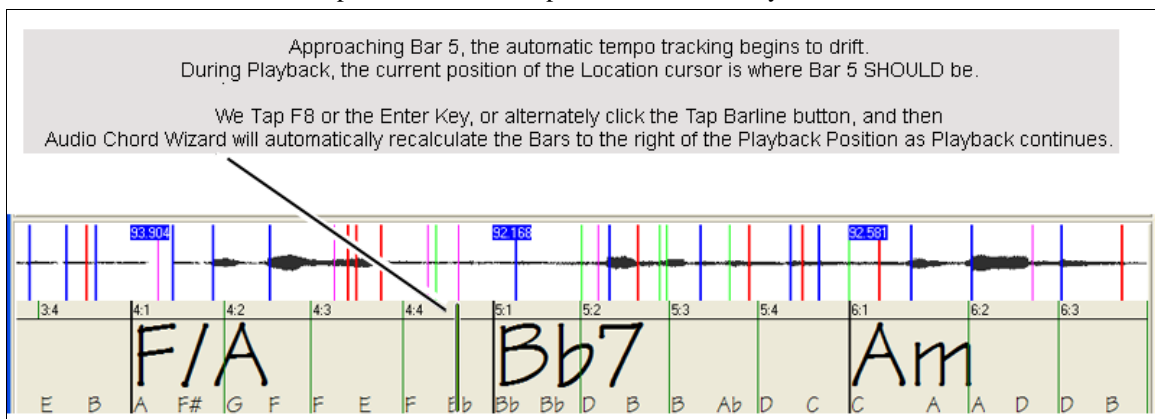 Approaching Bar 5, the automatic tempo tracking begins to drift.
During Playback, the current position of the Location cursor is where Bar 5 SHOULD be.
We Tap F8 or the Enter Key, or alternately click the Tap Barline button, and then
Audio Chord Wizard will automatically recalculate the Bars to the right of the Playback Position as Playback continues.
93.904 92.168 92.581
3:4 4:1 4:2 4:3 4:4 5:1 5:2 5:3 5:4 6:1 6:2 6:3
F/A Bb7 Am
E B A F# G F F E F Eb Bb Bb D B B Ab D C C A A D D B